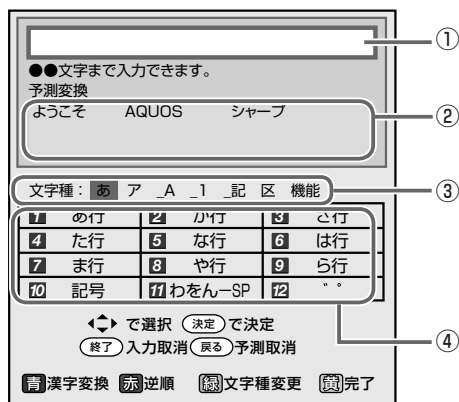 ①
●●文字まで入力できます。
予測変換
ようこそ AQUOS シャープ
②
文字種： あ ア _A _1 _記 区 機能
③
1 あ行 2 か行 3 さ行
4 た行 5 な行 6 は行
7 ま行 8 や行 9 ら行
10 記号 11 わをんーSP 12 ゛゜
で選択 決定 で決定
④
終了 入力取消 戻る 予測取消
青 漢字変換 赤 逆順 緑 文字種変更 黄 完了